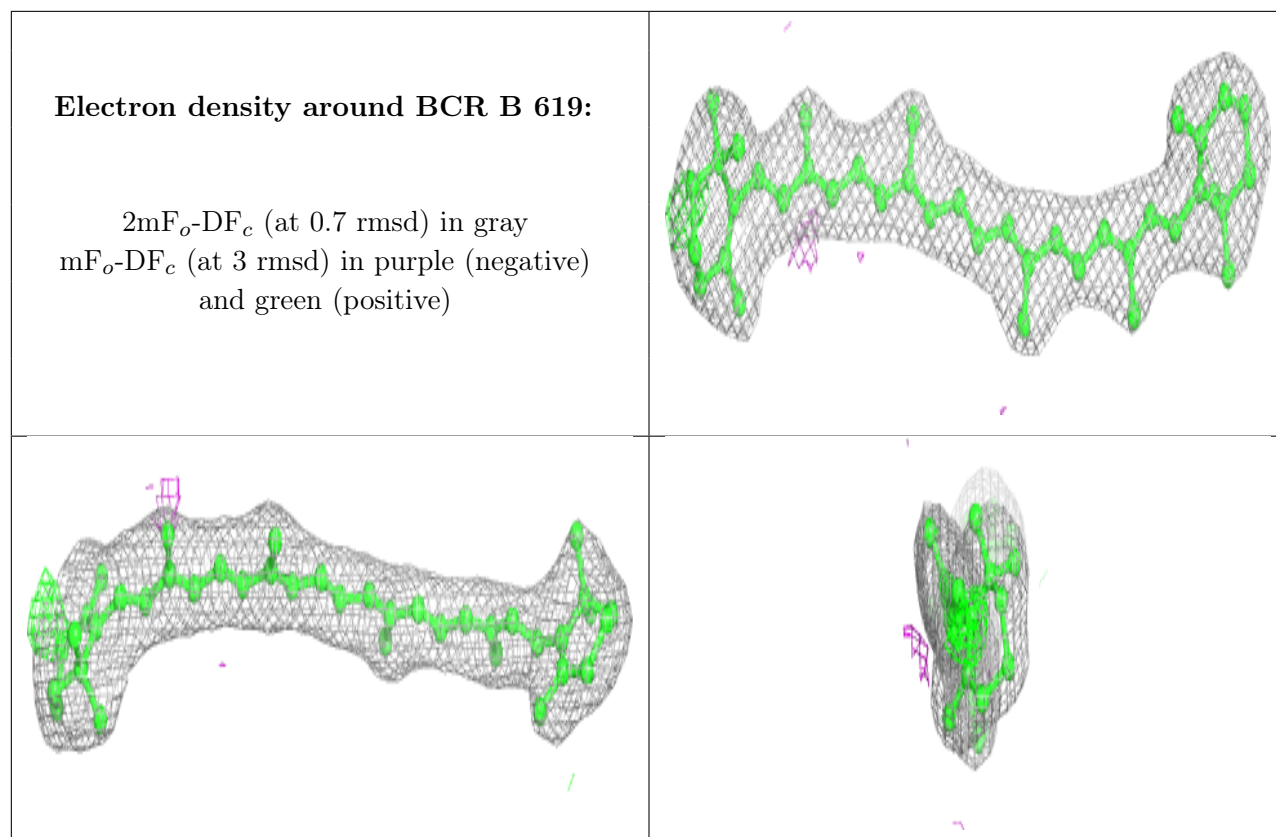 Electron density around BCR B 619:
2mFₒ-DF𝒸 (at 0.7 rmsd) in gray
mFₒ-DF𝒸 (at 3 rmsd) in purple (negative)
and green (positive)